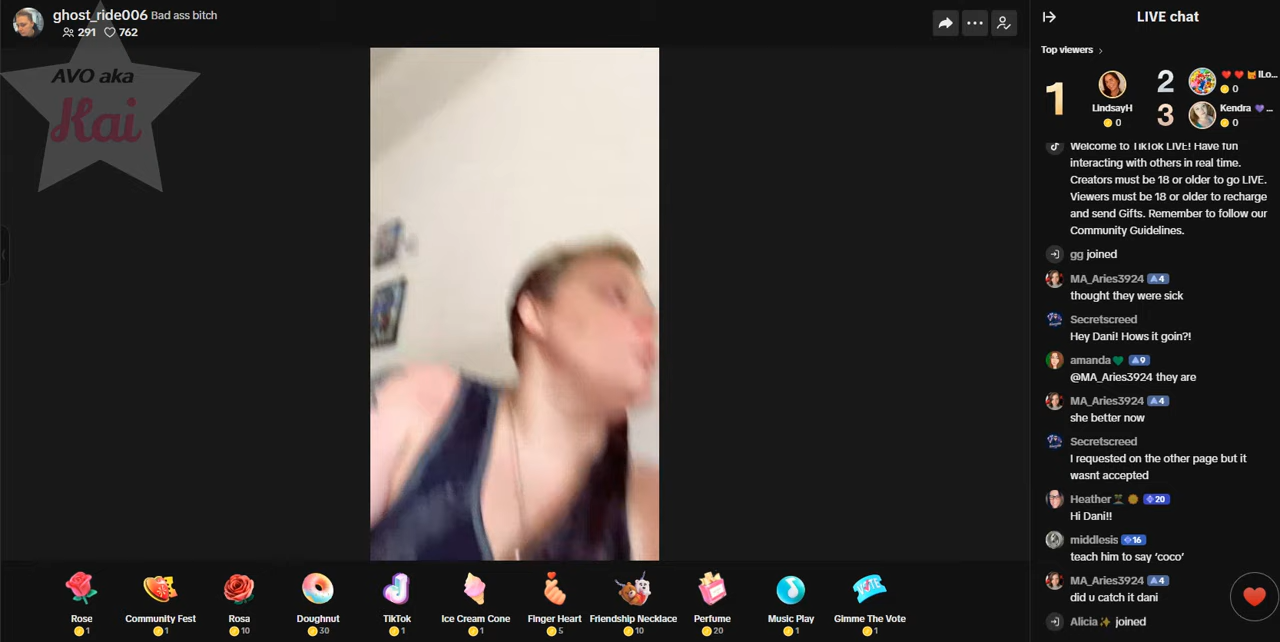 ghost_ride006 Bad ass bitch
291 762
AVO aka
Kai
LIVE chat
Top viewers
1
LindsayH
0
2
ILo...
0
3
Kendra 💜 ...
0
Welcome to TikTok LIVE! Have fun
interacting with others in real time.
Creators must be 18 or older to go LIVE.
Viewers must be 18 or older to recharge
and send Gifts. Remember to follow our
Community Guidelines.
gg joined
MA_Aries3924 4
thought they were sick
Secretscreed
Hey Dani! Hows it goin?!
amanda💚 9
@MA_Aries3924 they are
MA_Aries3924 4
she better now
Secretscreed
I requested on the other page but it
wasnt accepted
Heather 20
Hi Dani!!
middlesis 16
teach him to say ‘coco’
MA_Aries3924 4
did u catch it dani
Alicia✨ joined
Rose Community Fest Rosa Doughnut TikTok Ice Cream Cone Finger Heart Friendship Necklace Perfume Music Play Gimme The Vote
1 1 10 30 1 1 5 10 20 1 1